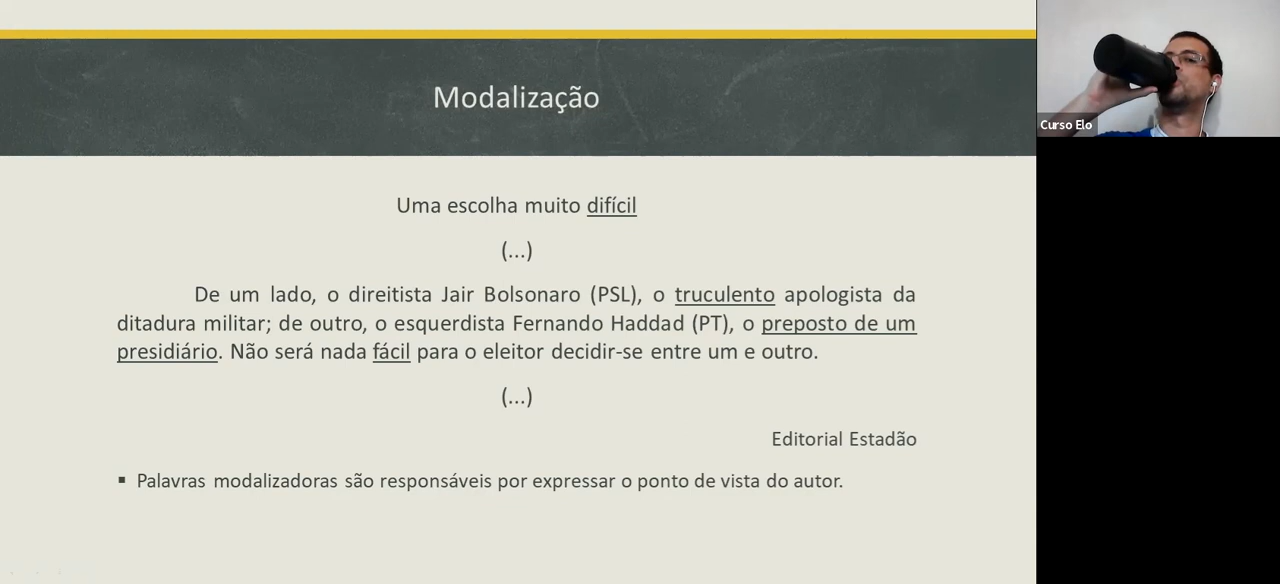 Modalização
Curso Elo
Uma escolha muito difícil
(...)
De um lado, o direitista Jair Bolsonaro (PSL), o truculento apologista da
ditadura militar; de outro, o esquerdista Fernando Haddad (PT), o preposto de um
presidiário. Não será nada fácil para o eleitor decidir-se entre um e outro.
(...)
Editorial Estadão
▪ Palavras modalizadoras são responsáveis por expressar o ponto de vista do autor.